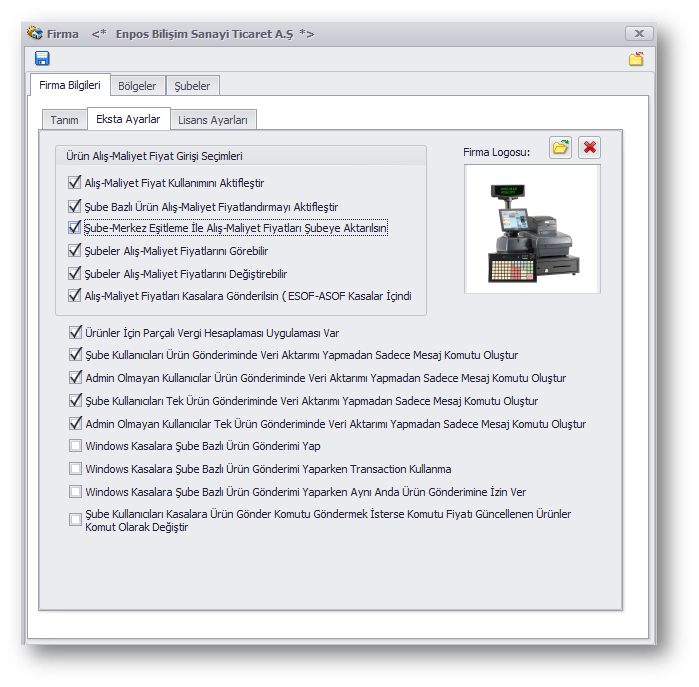 Firma <* Enpos Bilişim Sanayi Ticaret A.Ş *>
Firma Bilgileri Bölgeler Şubeler
Tanım Eksta Ayarlar Lisans Ayarları
Ürün Alış-Maliyet Fiyat Girişi Seçimleri
Firma Logosu:
Alış-Maliyet Fiyat Kullanımını Aktifleştir
Şube Bazlı Ürün Alış-Maliyet Fiyatlandırmayı Aktifleştir
Şube-Merkez Eşitleme İle Alış-Maliyet Fiyatları Şubeye Aktarılsın
Şubeler Alış-Maliyet Fiyatlarını Görebilir
Şubeler Alış-Maliyet Fiyatlarını Değiştirebilir
Alış-Maliyet Fiyatları Kasalara Gönderilsin ( ESOF-ASOF Kasalar İçindi
Ürünler İçin Parçalı Vergi Hesaplaması Uygulaması Var
Şube Kullanıcıları Ürün Gönderiminde Veri Aktarımı Yapmadan Sadece Mesaj Komutu Oluştur
Admin Olmayan Kullanıcılar Ürün Gönderiminde Veri Aktarımı Yapmadan Sadece Mesaj Komutu Oluştur
Şube Kullanıcıları Tek Ürün Gönderiminde Veri Aktarımı Yapmadan Sadece Mesaj Komutu Oluştur
Admin Olmayan Kullanıcılar Tek Ürün Gönderiminde Veri Aktarımı Yapmadan Sadece Mesaj Komutu Oluştur
Windows Kasalara Şube Bazlı Ürün Gönderimi Yap
Windows Kasalara Şube Bazlı Ürün Gönderimi Yaparken Transaction Kullanma
Windows Kasalara Şube Bazlı Ürün Gönderimi Yaparken Aynı Anda Ürün Gönderimine İzin Ver
Şube Kullanıcıları Kasalara Ürün Gönder Komutu Göndermek İsterse Komutu Fiyatı Güncellenen Ürünler
Komut Olarak Değiştir